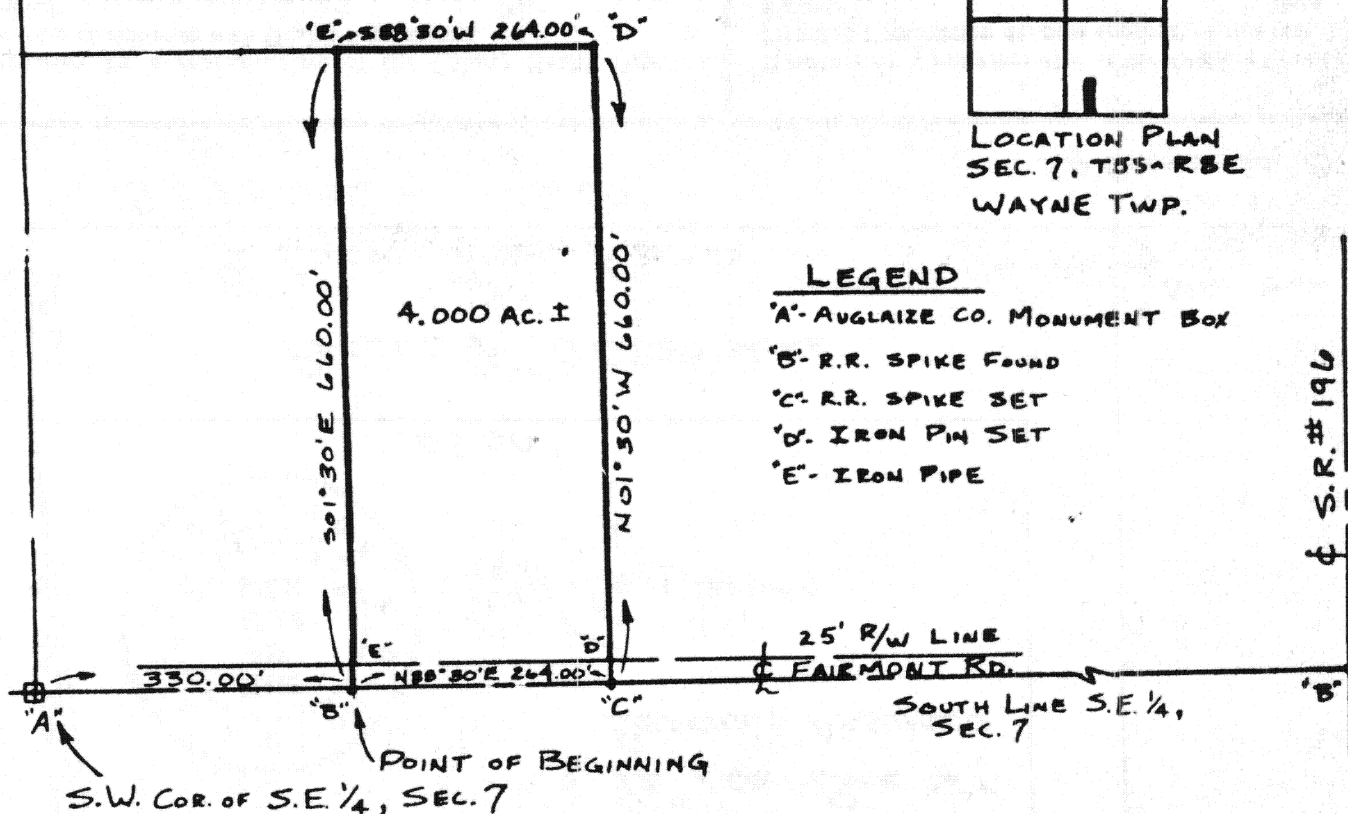 "E" S88°30'W 264.00' "D"
LOCATION PLAN
SEC. 7, T5S-R8E
WAYNE TWP.
S01°30'E 660.00'
4.000 AC. ±
N01°30'W 660.00'
LEGEND
"A"- AUGLAIZE CO. MONUMENT BOX
"B"- R.R. SPIKE FOUND
"C"- R.R. SPIKE SET
"D"- IRON PIN SET
"E"- IRON PIPE
℄ S.R. #196
"E"
"D"
25' R/W LINE
330.00'
N88°30'E 264.00'
℄ FAIRMONT RD.
"A"
"B"
"C"
"B"
SOUTH LINE S.E. 1/4,
SEC. 7
POINT OF BEGINNING
S.W. COR. OF S.E. 1/4, SEC. 7